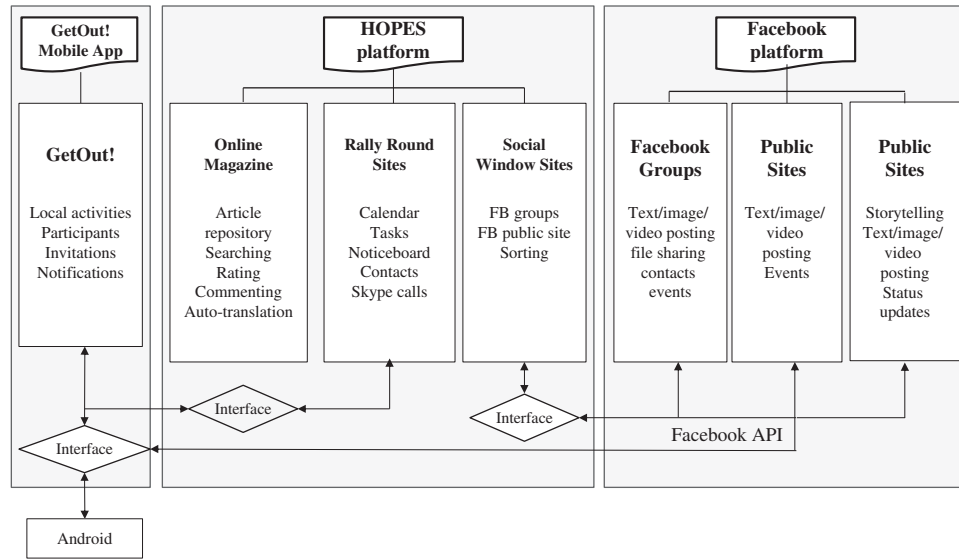 GetOut!
Mobile App
HOPES
platform
Facebook
platform
GetOut!
Local activities
Participants
Invitations
Notifications
Online
Magazine
Article
repository
Searching
Rating
Commenting
Auto-translation
Rally Round
Sites
Calendar
Tasks
Noticeboard
Contacts
Skype calls
Social
Window Sites
FB groups
FB public site
Sorting
Facebook
Groups
Text/image/
video posting
file sharing
contacts
events
Public
Sites
Text/image/
video
posting
Events
Public
Sites
Storytelling
Text/image/
video
posting
Status
updates
Interface
Interface
Facebook API
Interface
Android